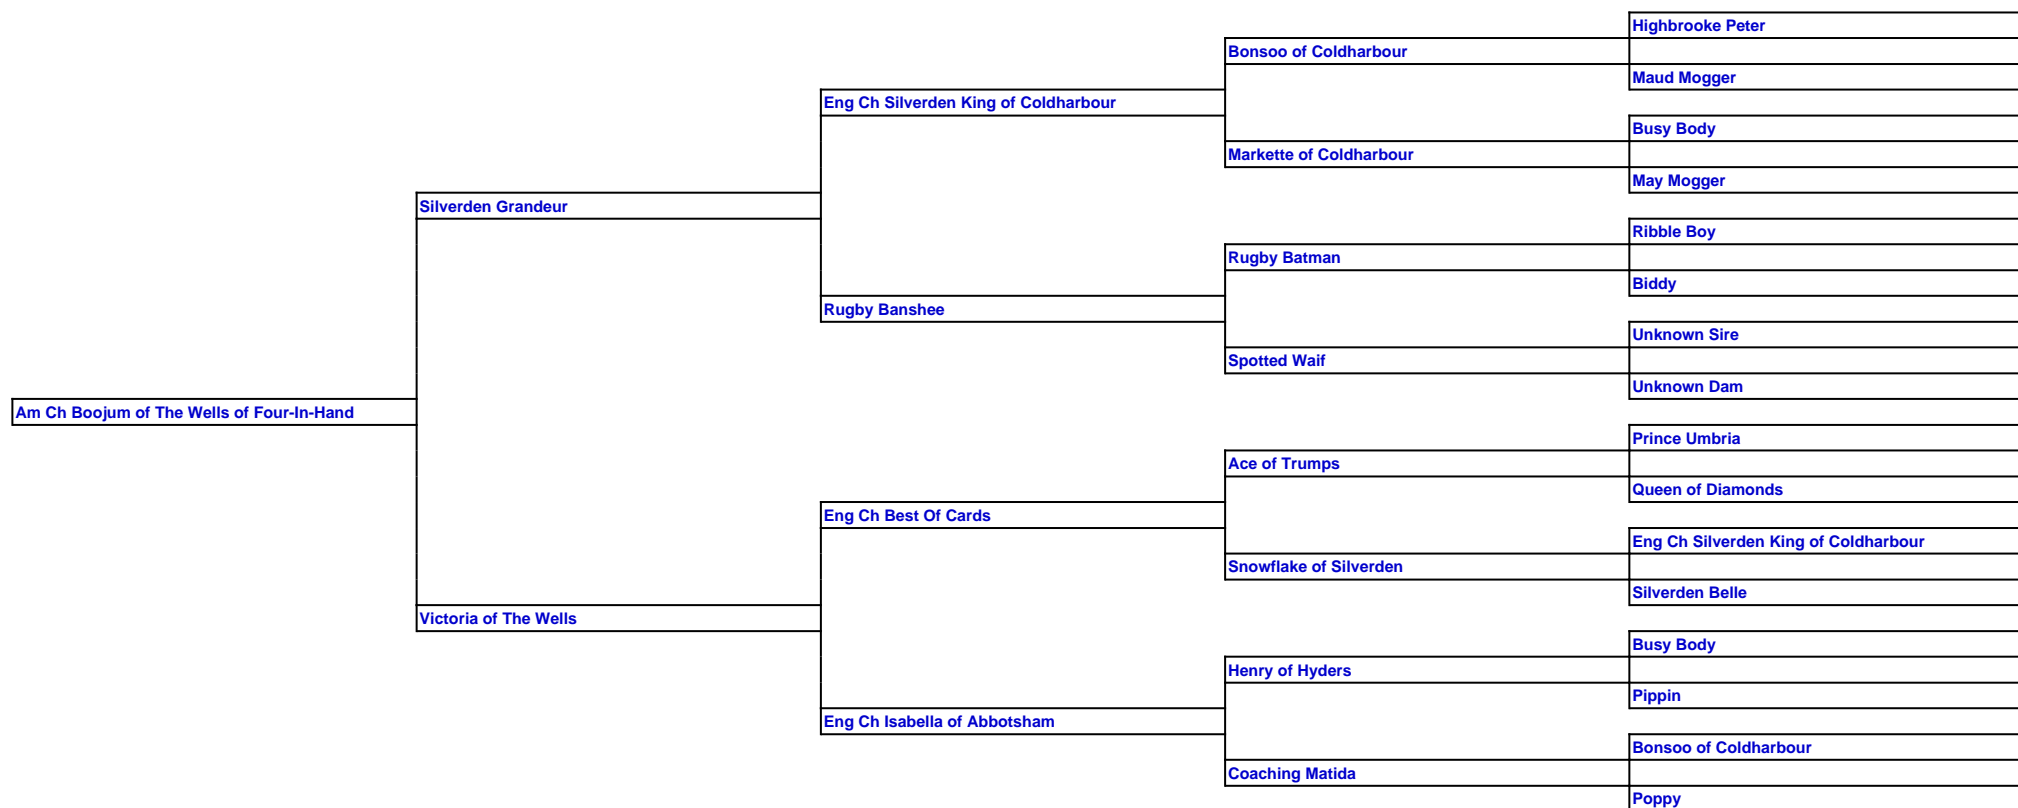 Highbrooke Peter
Bonsoo of Coldharbour
Maud Mogger
Eng Ch Silverden King of Coldharbour
Busy Body
Markette of Coldharbour
May Mogger
Silverden Grandeur
Ribble Boy
Rugby Batman
Biddy
Rugby Banshee
Unknown Sire
Spotted Waif
Unknown Dam
Am Ch Boojum of The Wells of Four-In-Hand
Prince Umbria
Ace of Trumps
Queen of Diamonds
Eng Ch Best Of Cards
Eng Ch Silverden King of Coldharbour
Snowflake of Silverden
Silverden Belle
Victoria of The Wells
Busy Body
Henry of Hyders
Pippin
Eng Ch Isabella of Abbotsham
Bonsoo of Coldharbour
Coaching Matida
Poppy